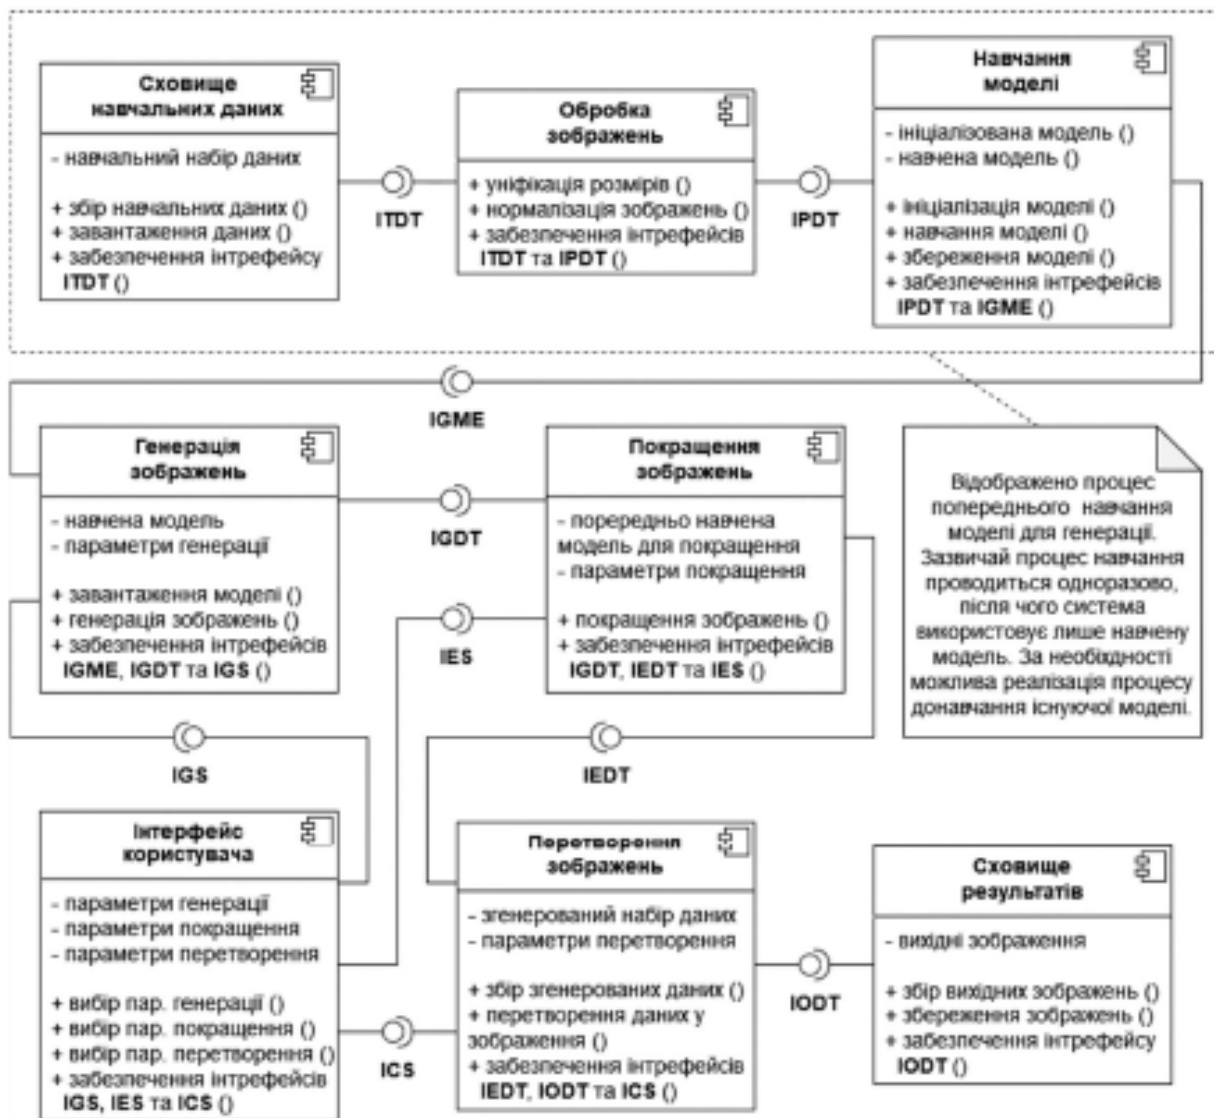 Сховище
навчальних даних
- навчальний набір даних
+ збір навчальних даних ()
+ завантаження даних ()
+ забезпечення інтрефейсу
ITDT ()
ITDT
Обробка
зображень
+ уніфікація розмірів ()
+ нормалізація зображень ()
+ забезпечення інтрефейсів
ITDT та IPDT ()
IPDT
Навчання
моделі
- ініціалізована модель ()
- навчена модель ()
+ ініціалізація моделі ()
+ навчання моделі ()
+ збереження моделі ()
+ забезпечення інтрефейсів
IPDT та IGME ()
IGME
Генерація
зображень
- навчена модель
- параметри генерації
+ завантаження моделі ()
+ генерація зображень ()
+ забезпечення інтрефейсів
IGME, IGDT та IGS ()
IGDT
IES
Покращення
зображень
- порередньо навчена
модель для покращення
- параметри покращення
+ покращення зображень ()
+ забезпечення інтрефейсів
IGDT, IEDT та IES ()
Відображено процес
попереднього навчання
моделі для генерації.
Зазвичай процес навчання
проводиться одноразово,
після чого система
використовує лише навчену
модель. За необхідності
можлива реалізація процесу
донавчання існуючої моделі.
IGS
IEDT
Інтерфейс
користувача
- параметри генерації
- параметри покращення
- параметри перетворення
+ вибір пар. генерації ()
+ вибір пар. покращення ()
+ вибір пар. перетворення ()
+ забезпечення інтрефейсів
IGS, IES та ICS ()
ICS
Перетворення
зображень
- згенерований набір даних
- параметри перетворення
+ збір згенерованих даних ()
+ перетворення даних у
зображення ()
+ забезпечення інтрефейсів
IEDT, IODT та ICS ()
IODT
Сховище
результатів
- вихідні зображення
+ збір вихідних зображень ()
+ збереження зображень ()
+ забезпечення інтрефейсу
IODT ()